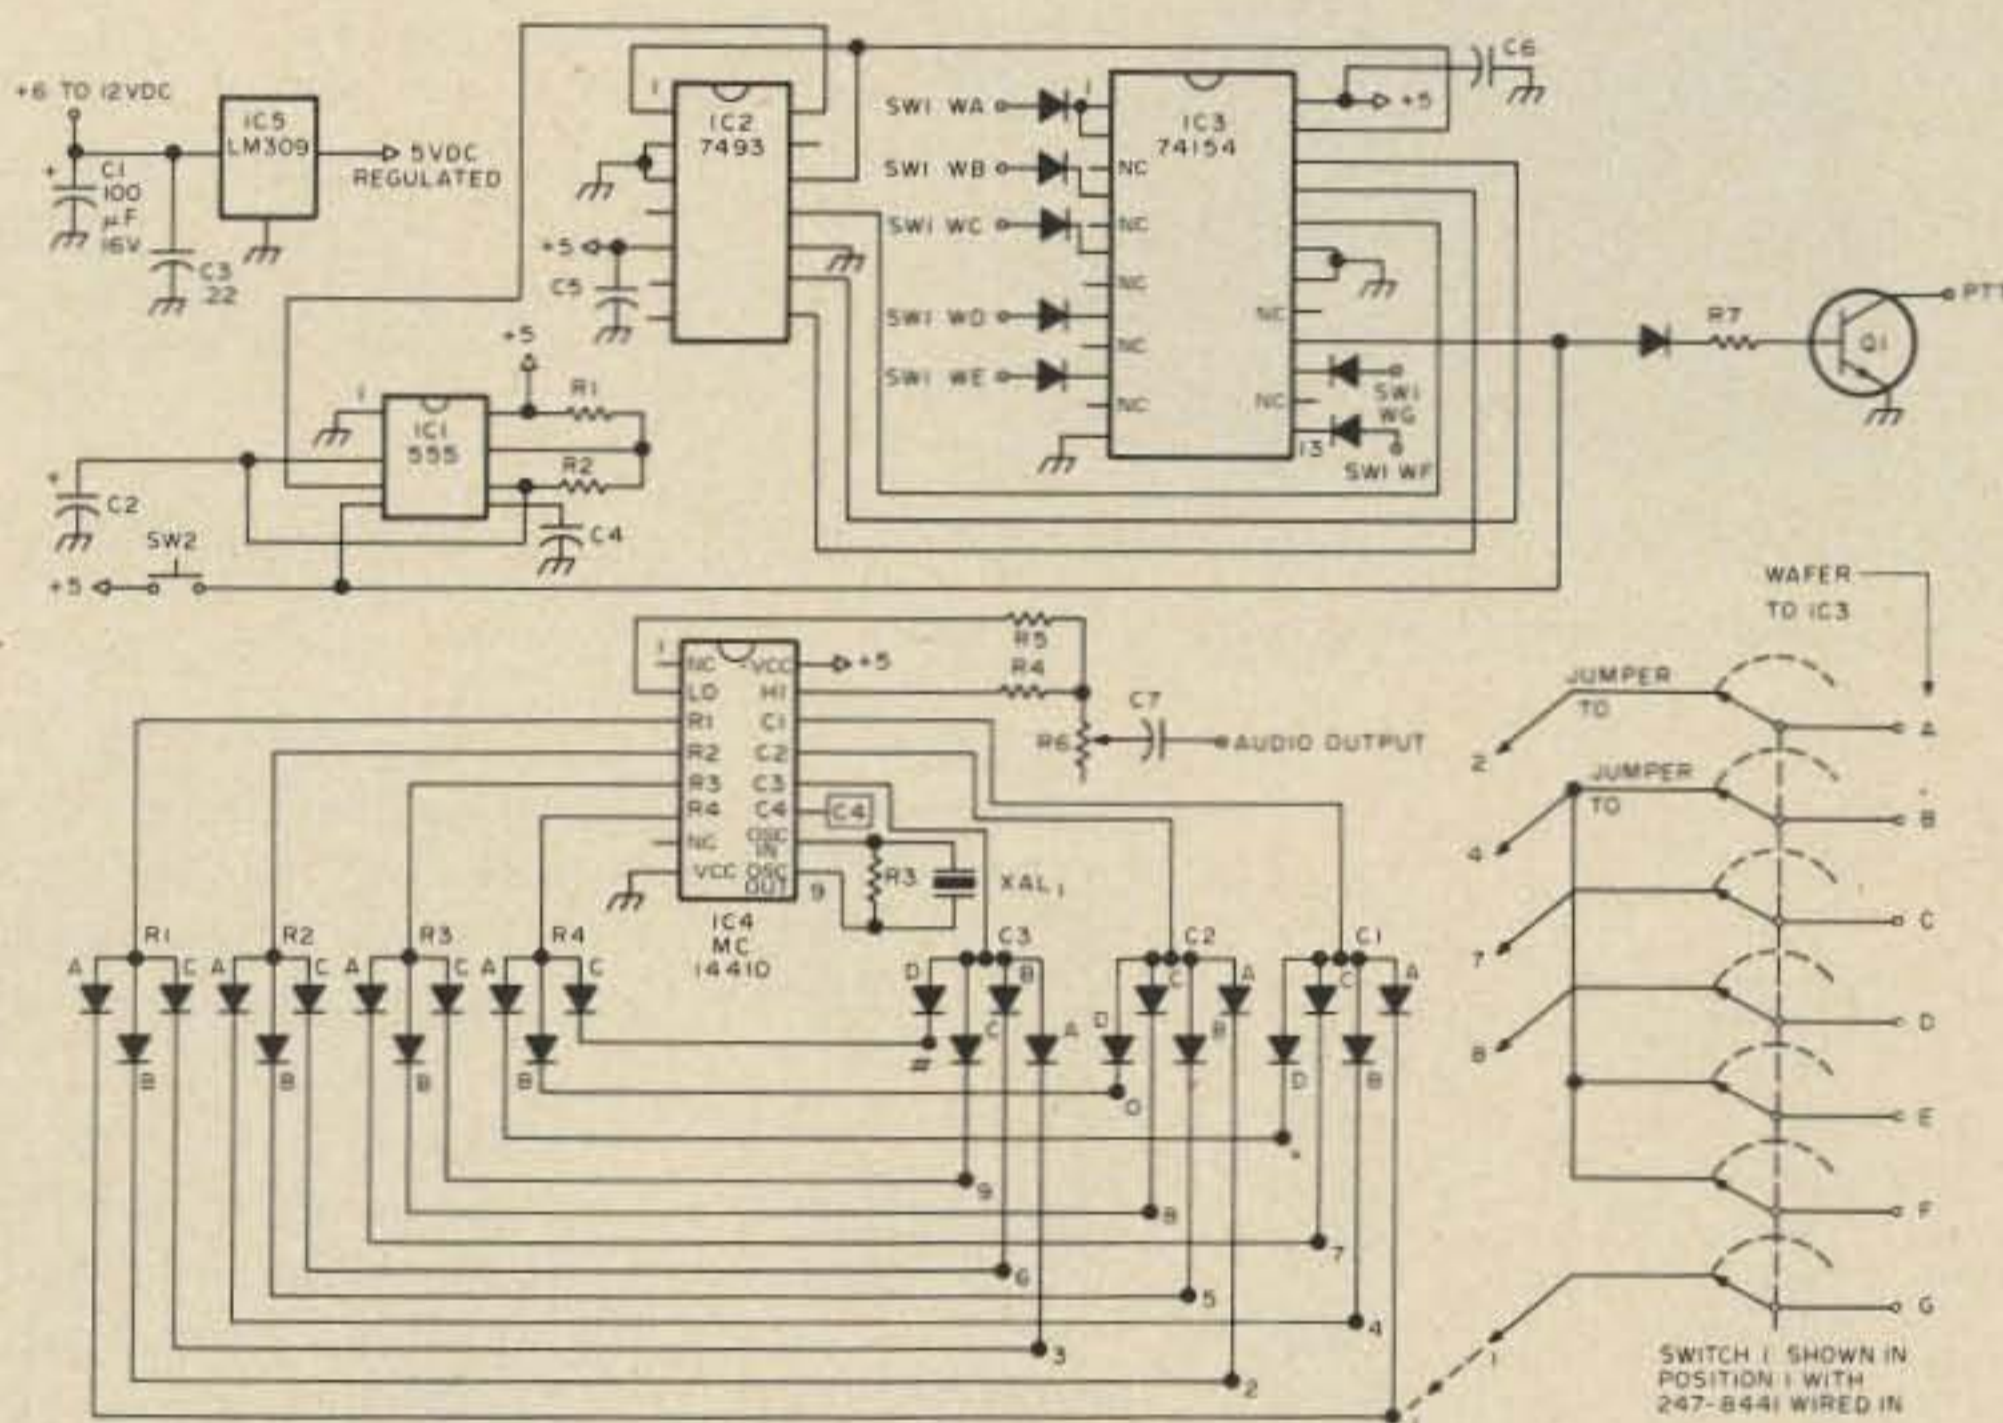 +6 TO 12VDC
C1
100
µF
16V
C3
.22
IC5
LM309
5VDC
REGULATED
1
IC2
7493
+5
C5
SW1 WA
SW1 WB
SW1 WC
SW1 WD
SW1 WE
1
IC3
74154
NC
NC
NC
NC
NC
NC
NC
13
+5
C6
SW1
WG
SW1 WF
R7
Q1
PTT
+5
R1
1
IC1
555
R2
C2
C4
SW2
+5
1
NC
LO
R1
R2
R3
R4
NC
VCC
-VCC
HI
C1
C2
C3
C4
OSC
IN
OSC
OUT
9
+5
R5
R4
R6
C7
AUDIO OUTPUT
C4
R3
XAL1
IC4
MC
14410
R1
A
C
B
R2
A
C
B
R3
A
C
B
R4
A
C
B
C3
D
B
C
A
C2
C
A
D
B
C1
C
A
D
B
#
0
*
9
8
7
6
5
4
3
2
1
WAFER
TO IC3
JUMPER
TO
2
A
JUMPER
TO
4
B
7
C
8
D
E
F
G
SWITCH 1 SHOWN IN
POSITION 1 WITH
247-8441 WIRED IN